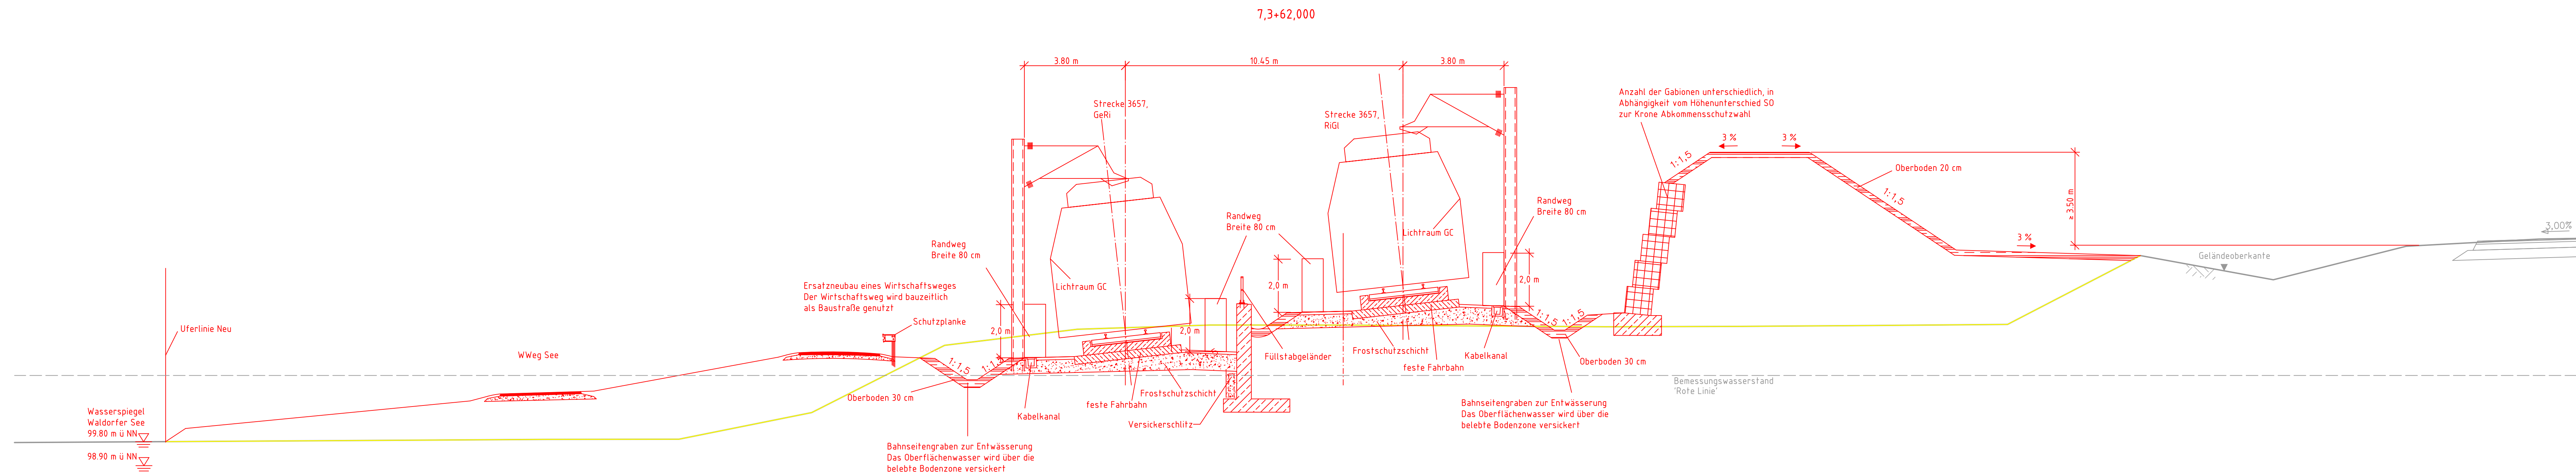 7,3+62,000
3.80 m
10.45 m
3.80 m
Strecke 3657,
GeRi
Strecke 3657,
RiGl
Anzahl der Gabionen unterschiedlich, in
Abhängigkeit vom Höhenunterschied SO
zur Krone Abkommensschutzwahl
3 %
3 %
1:1,5
Oberboden 20 cm
1:1,5
≥ 3.50 m
3 %
3,00%
Geländeoberkante
Randweg
Breite 80 cm
Randweg
Breite 80 cm
Randweg
Breite 80 cm
Lichtraum GC
Lichtraum GC
2,0 m
2,0 m
2,0 m
2,0 m
Ersatzneubau eines Wirtschaftsweges
Der Wirtschaftsweg wird bauzeitlich
als Baustraße genutzt
Schutzplanke
Uferlinie Neu
WWeg See
1:1,5
1:1,5
1:1,5
1:1,5
Füllstabgeländer
Frostschutzschicht
feste Fahrbahn
Kabelkanal
Oberboden 30 cm
Bemessungswasserstand
'Rote Linie'
Oberboden 30 cm
Kabelkanal
feste Fahrbahn
Frostschutzschicht
Versickerschlitz
Bahnseitengraben zur Entwässerung
Das Oberflächenwasser wird über die
belebte Bodenzone versickert
Wasserspiegel
Waldorfer See
99.80 m ü NN
98.90 m ü NN
Bahnseitengraben zur Entwässerung
Das Oberflächenwasser wird über die
belebte Bodenzone versickert